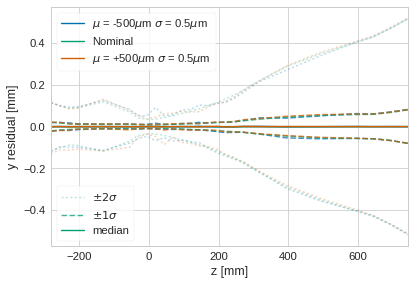 μ = -500μm σ = 0.5μm
Nominal
μ = +500μm σ = 0.5μm
y residual [mm]
0.4
0.2
0.0
−0.2
−0.4
±2σ
±1σ
median
−200
0
200
400
600
z [mm]